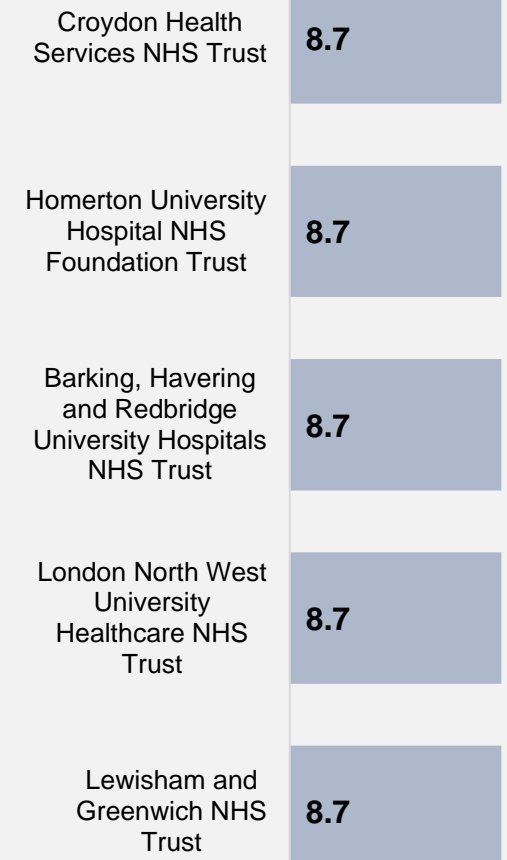 Croydon Health
Services NHS Trust
8.7
Homerton University
Hospital NHS
Foundation Trust
8.7
Barking, Havering
and Redbridge
University Hospitals
NHS Trust
8.7
London North West
University
Healthcare NHS
Trust
8.7
Lewisham and
Greenwich NHS
Trust
8.7